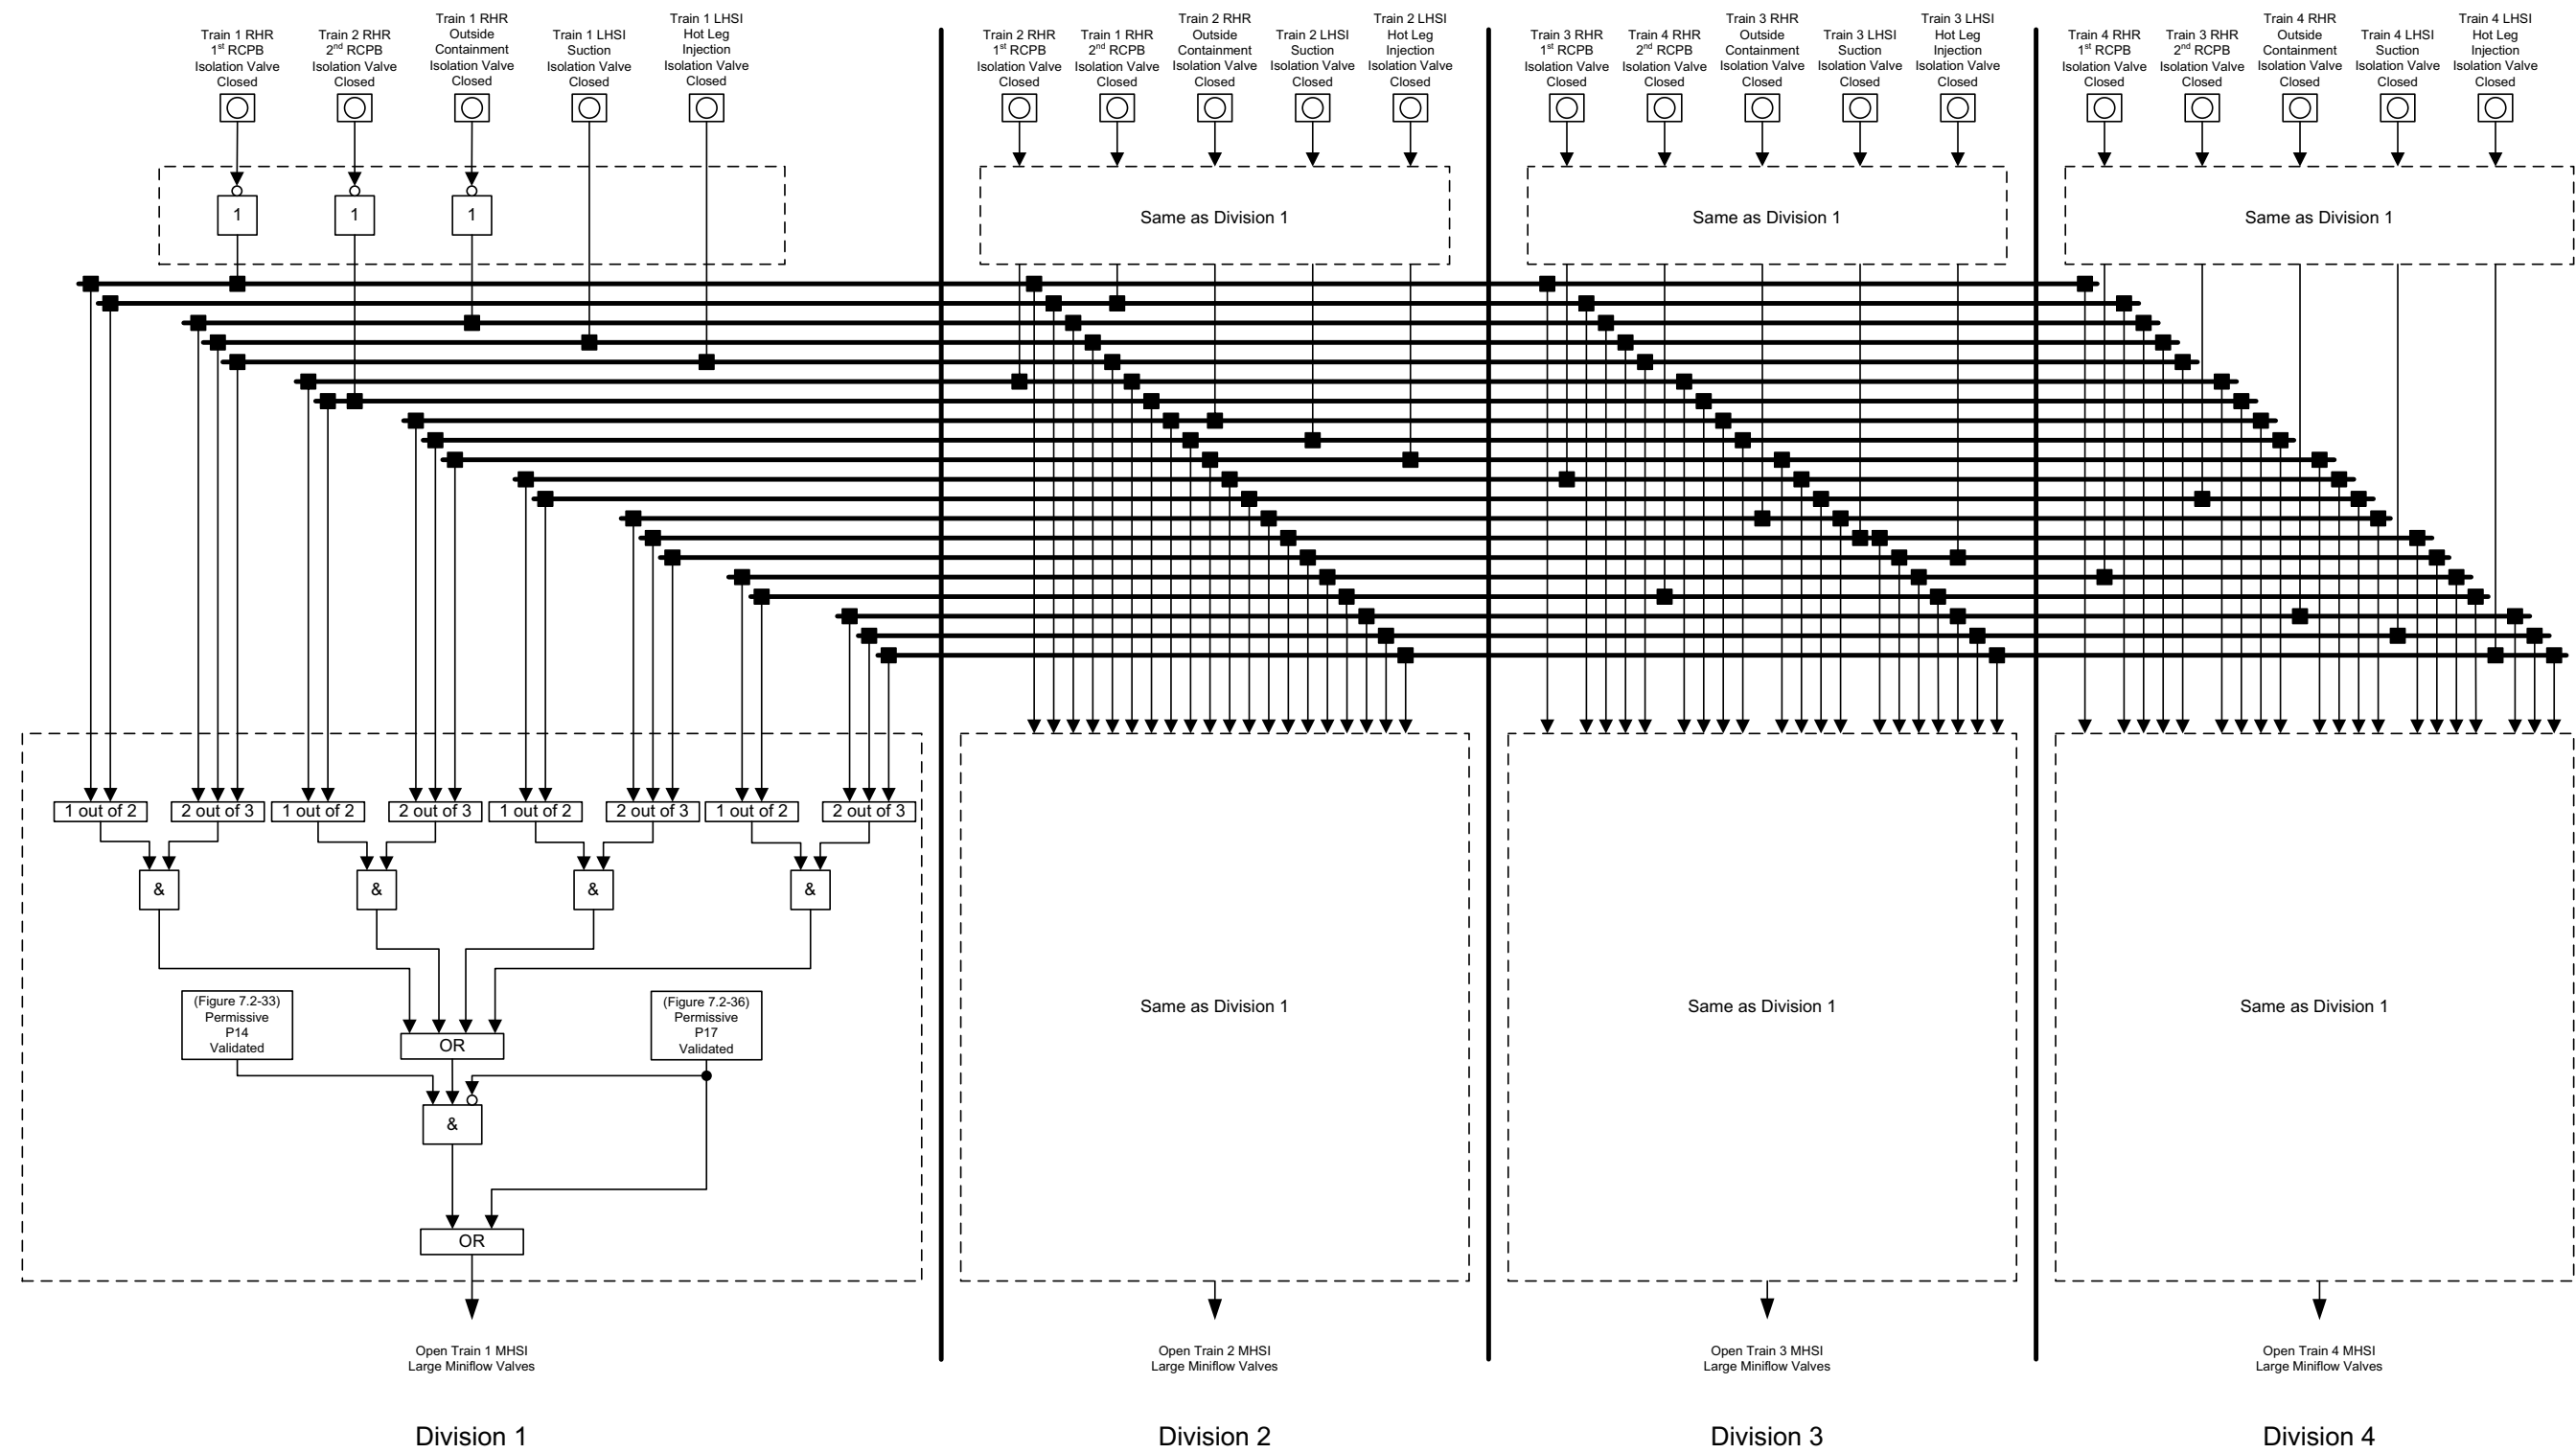 Train 1 RHR
1st RCPB
Isolation Valve
Closed
Train 2 RHR
2nd RCPB
Isolation Valve
Closed
Train 1 RHR
Outside
Containment
Isolation Valve
Closed
Train 1 LHSI
Suction
Isolation Valve
Closed
Train 1 LHSI
Hot Leg
Injection
Isolation Valve
Closed
Train 2 RHR
1st RCPB
Isolation Valve
Closed
Train 1 RHR
2nd RCPB
Isolation Valve
Closed
Train 2 RHR
Outside
Containment
Isolation Valve
Closed
Train 2 LHSI
Suction
Isolation Valve
Closed
Train 2 LHSI
Hot Leg
Injection
Isolation Valve
Closed
Train 3 RHR
1st RCPB
Isolation Valve
Closed
Train 4 RHR
2nd RCPB
Isolation Valve
Closed
Train 3 RHR
Outside
Containment
Isolation Valve
Closed
Train 3 LHSI
Suction
Isolation Valve
Closed
Train 3 LHSI
Hot Leg
Injection
Isolation Valve
Closed
Train 4 RHR
1st RCPB
Isolation Valve
Closed
Train 3 RHR
2nd RCPB
Isolation Valve
Closed
Train 4 RHR
Outside
Containment
Isolation Valve
Closed
Train 4 LHSI
Suction
Isolation Valve
Closed
Train 4 LHSI
Hot Leg
Injection
Isolation Valve
Closed
1
1
1
Same as Division 1
Same as Division 1
Same as Division 1
1 out of 2
2 out of 3
1 out of 2
2 out of 3
1 out of 2
2 out of 3
1 out of 2
2 out of 3
&
&
&
&
(Figure 7.2-33)
Permissive
P14
Validated
(Figure 7.2-36)
Permissive
P17
Validated
OR
&
OR
Same as Division 1
Same as Division 1
Same as Division 1
Open Train 1 MHSI
Large Miniflow Valves
Open Train 2 MHSI
Large Miniflow Valves
Open Train 3 MHSI
Large Miniflow Valves
Open Train 4 MHSI
Large Miniflow Valves
Division 1
Division 2
Division 3
Division 4